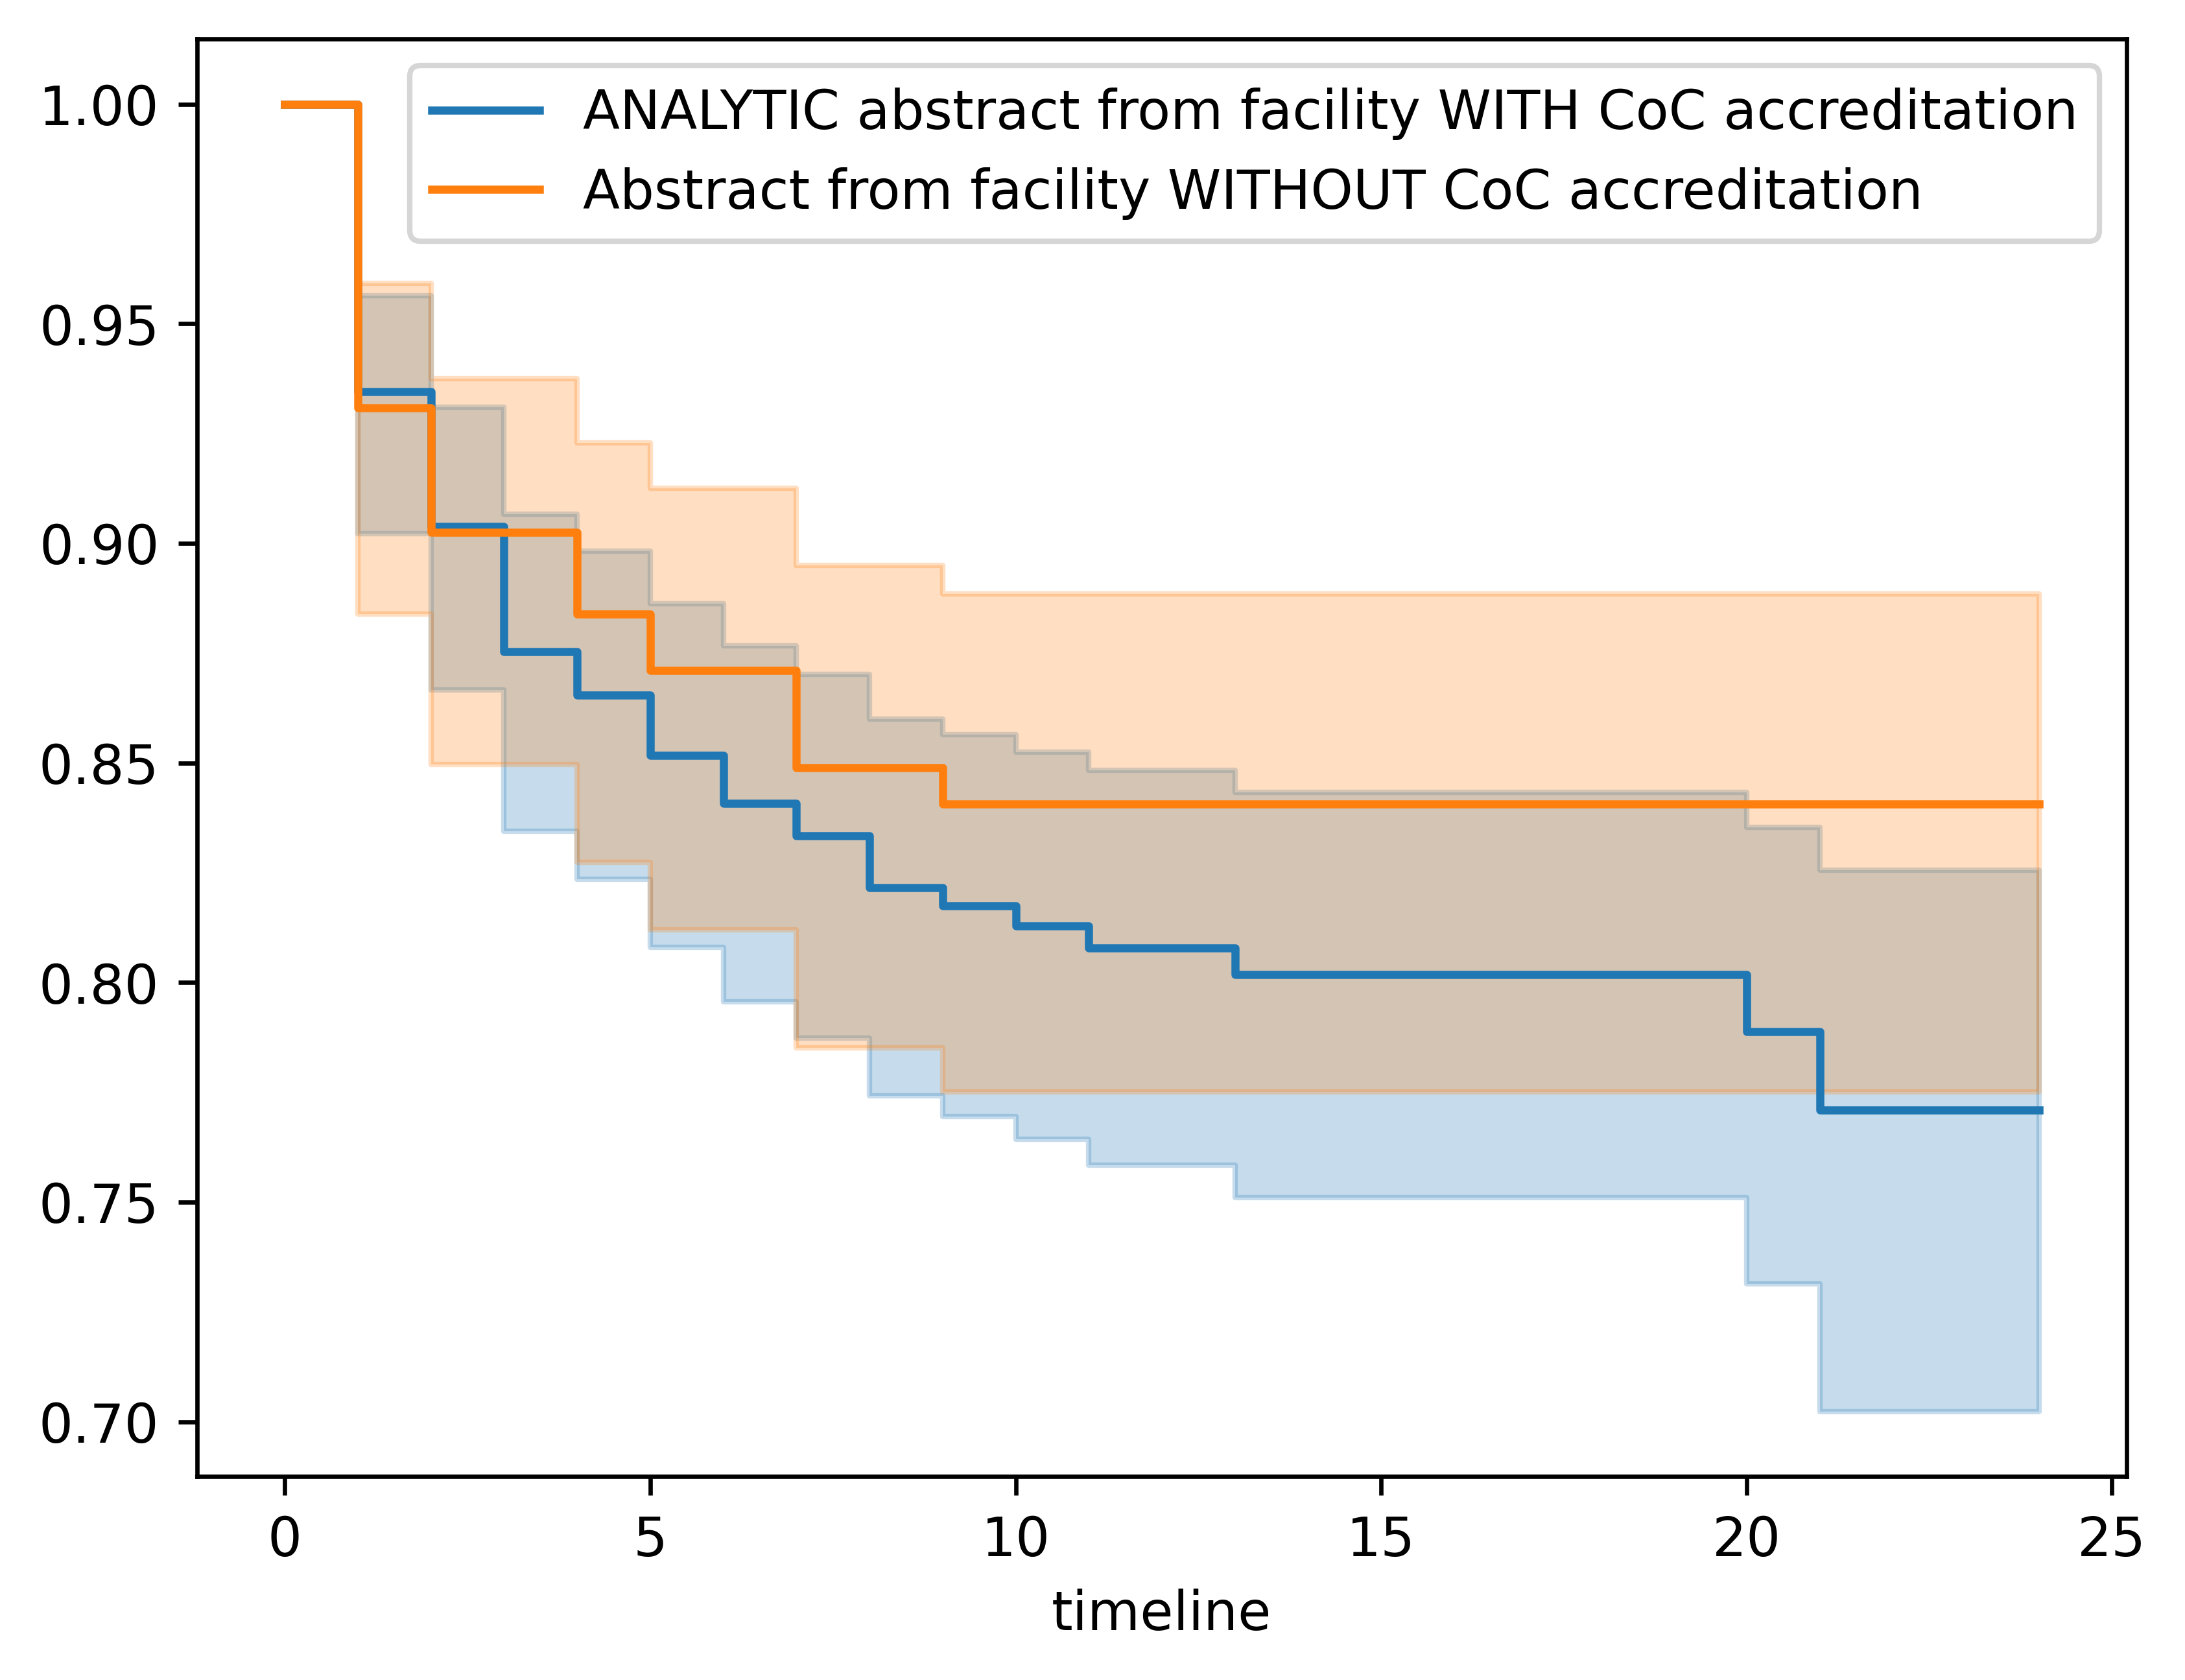 ANALYTIC abstract from facility WITH CoC accreditation
Abstract from facility WITHOUT CoC accreditation
1.00
0.95
0.90
0.85
0.80
0.75
0.70
0 5 10 15 20 25
timeline